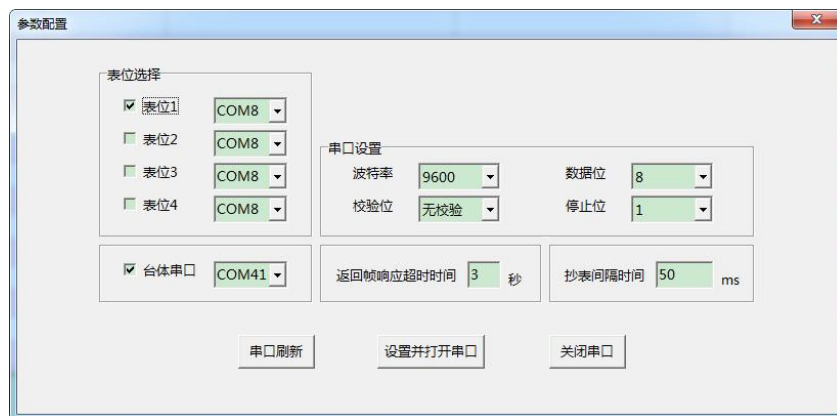 参数配置
表位选择
表位1 COM8
表位2 COM8
表位3 COM8
表位4 COM8
串口设置
波特率 9600 数据位 8
校验位 无校验 停止位 1
台体串口 COM41 返回帧响应超时时间 3 秒 抄表间隔时间 50 ms
串口刷新 设置并打开串口 关闭串口